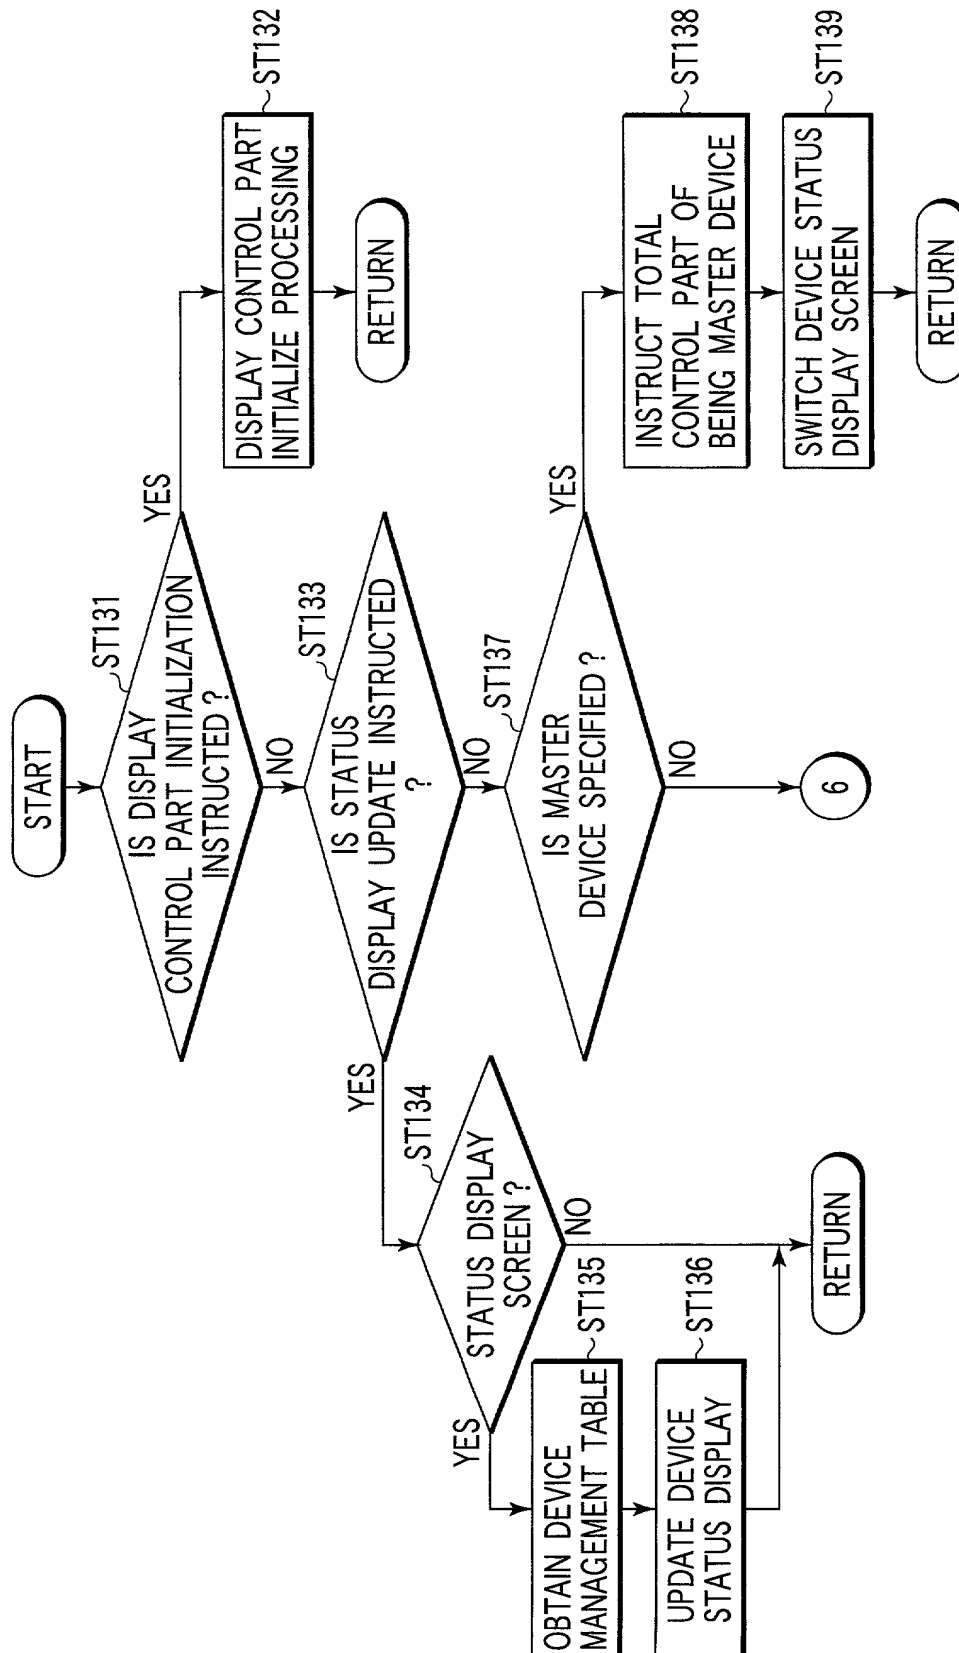 START
IS DISPLAY
CONTROL PART INITIALIZATION
INSTRUCTED ?
ST131
YES
DISPLAY CONTROL PART
INITIALIZE PROCESSING
ST132
RETURN
NO
IS STATUS
DISPLAY UPDATE INSTRUCTED
?
ST133
YES
STATUS DISPLAY
SCREEN ?
ST134
YES
OBTAIN DEVICE
MANAGEMENT TABLE
ST135
UPDATE DEVICE
STATUS DISPLAY
ST136
NO
RETURN
NO
IS MASTER
DEVICE SPECIFIED ?
ST137
YES
INSTRUCT TOTAL
CONTROL PART OF
BEING MASTER DEVICE
ST138
SWITCH DEVICE STATUS
DISPLAY SCREEN
ST139
RETURN
NO
6